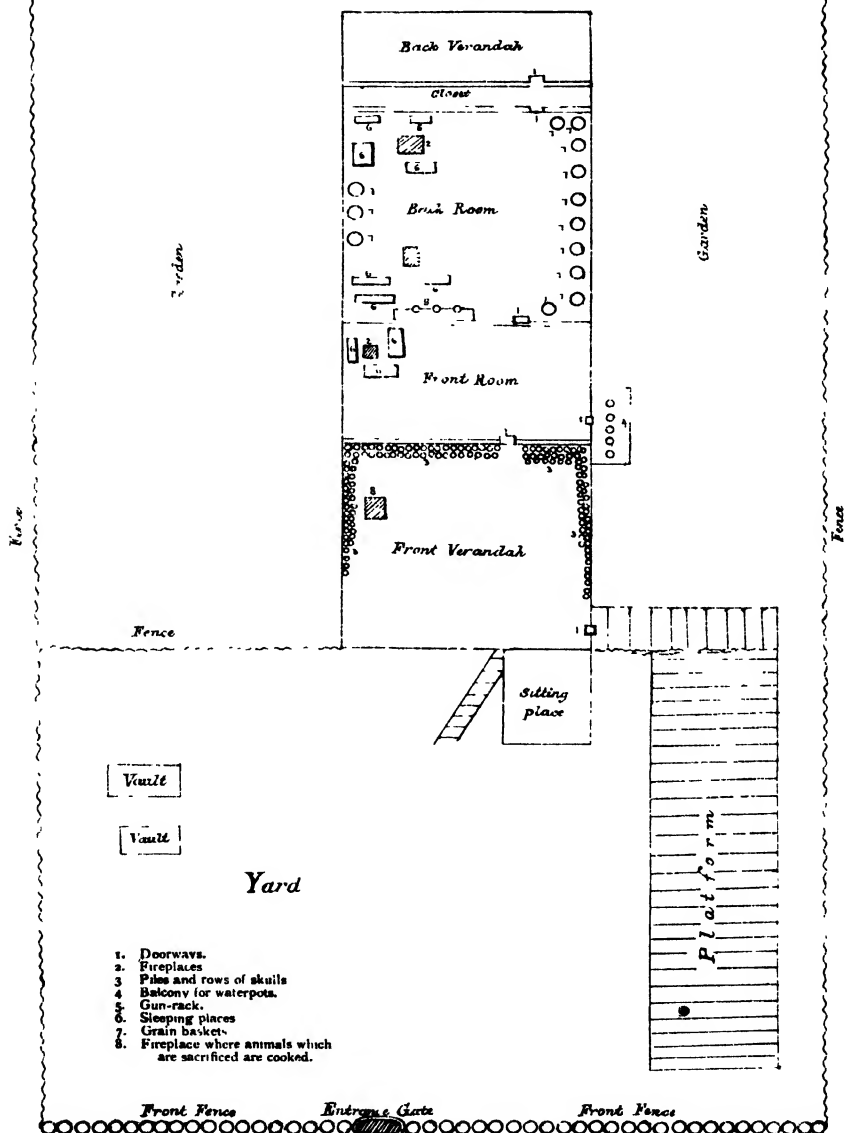 Back Verandah
Closet
Back Room
Garden
Garden
Front Room
Front Verandah
Fence
Fence
Fence
Sitting
place
Vault
Vault
Yard
Platform
1. Doorways.
2. Fireplaces
3 Piles and rows of skulls
4 Balcony for waterpots.
5 Gun-rack.
6. Sleeping places
7. Grain baskets
8. Fireplace where animals which
are sacrificed are cooked.
Front Fence
Entrance Gate
Front Fence